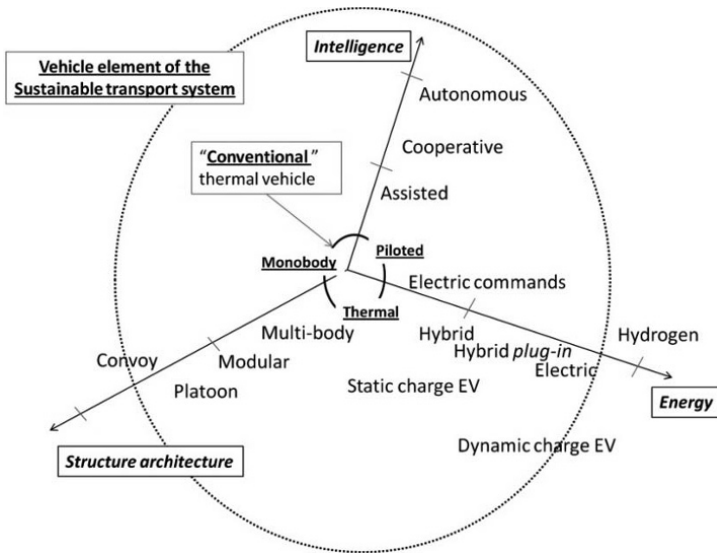 Intelligence
Vehicle element of the
Sustainable transport system
Autonomous
"Conventional"
thermal vehicle
Cooperative
Assisted
Monobody
Piloted
Electric commands
Thermal
Multi-body
Hybrid
Hydrogen
Convoy
Modular
Hybrid plug-in
Electric
Platoon
Static charge EV
Energy
Dynamic charge EV
Structure architecture